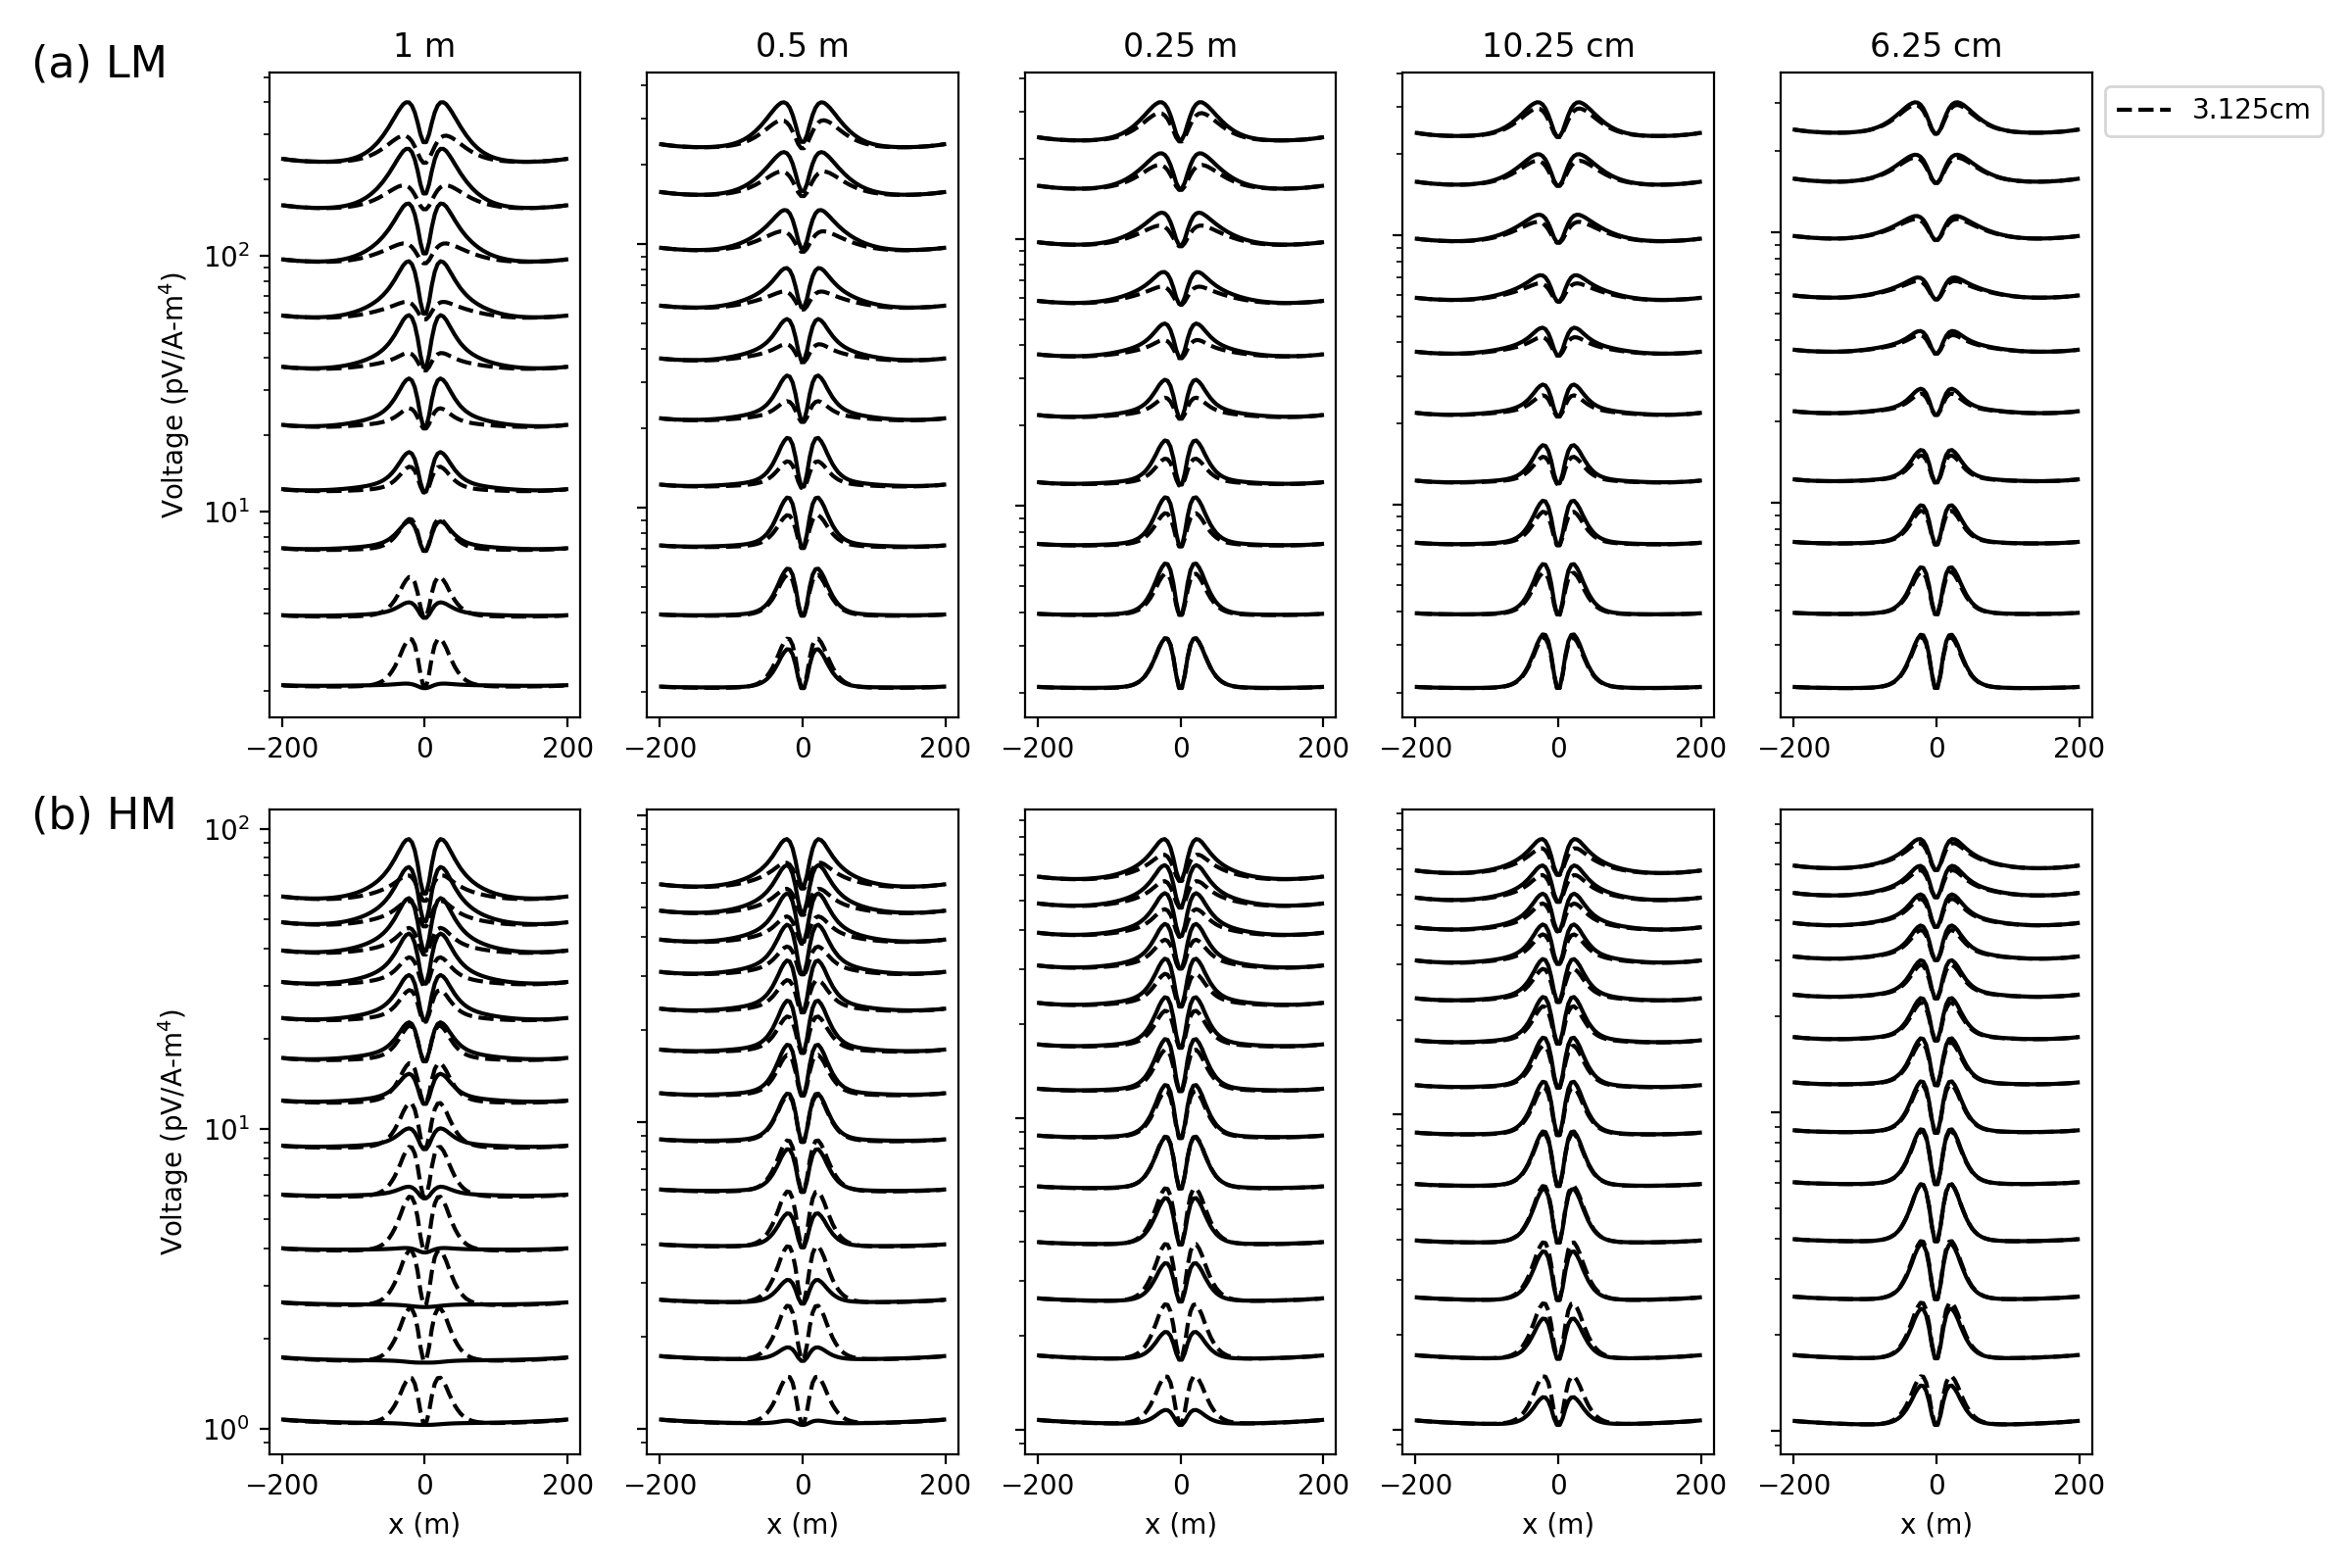 (a) LM
1 m 0.5 m 0.25 m 10.25 cm 6.25 cm
3.125cm
Voltage (pV/A-m⁴)
10²
10¹
−200 0 200 −200 0 200 −200 0 200 −200 0 200 −200 0 200
(b) HM
Voltage (pV/A-m⁴)
10²
10¹
10⁰
−200 0 200 −200 0 200 −200 0 200 −200 0 200 −200 0 200
x (m) x (m) x (m) x (m) x (m)